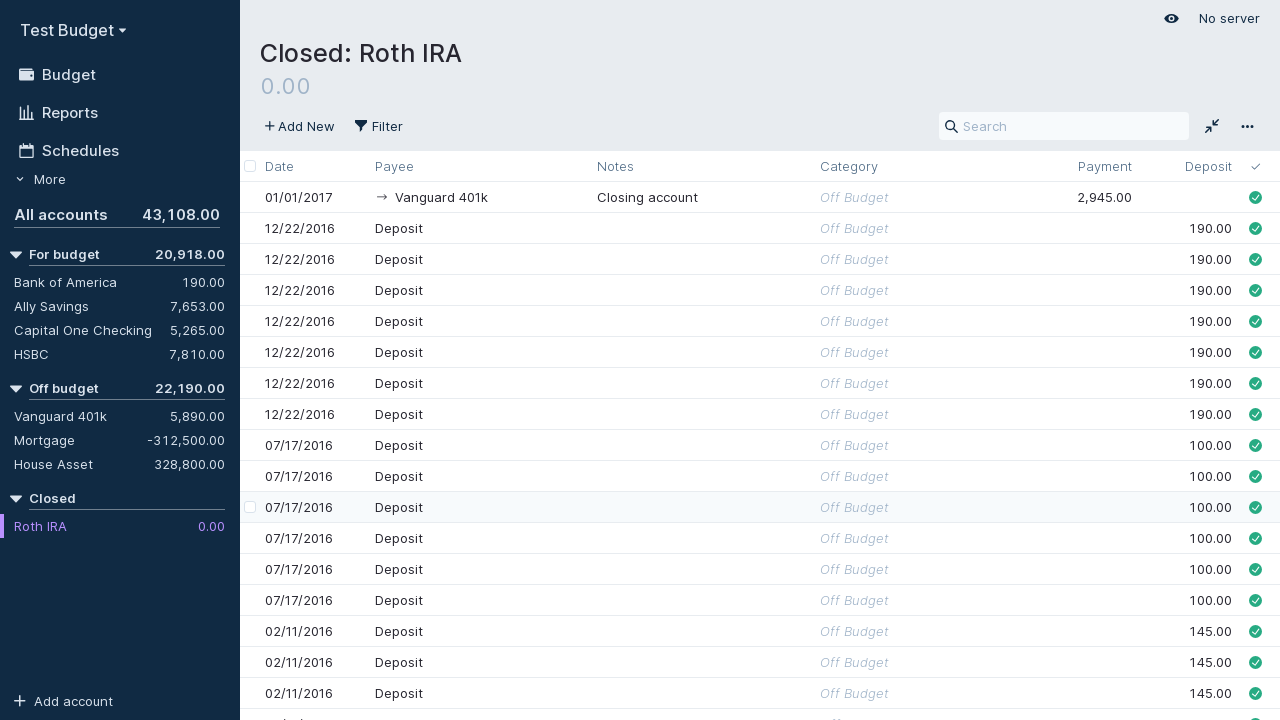 Test Budget
Budget
Reports
Schedules
More
All accounts 43,108.00
For budget 20,918.00
Bank of America 190.00
Ally Savings 7,653.00
Capital One Checking 5,265.00
HSBC 7,810.00
Off budget 22,190.00
Vanguard 401k 5,890.00
Mortgage -312,500.00
House Asset 328,800.00
Closed
Roth IRA 0.00
Add account
No server
Closed: Roth IRA
0.00
Add New Filter Search
Date Payee Notes Category Payment Deposit
01/01/2017 → Vanguard 401k Closing account Off Budget 2,945.00
12/22/2016 Deposit Off Budget 190.00
12/22/2016 Deposit Off Budget 190.00
12/22/2016 Deposit Off Budget 190.00
12/22/2016 Deposit Off Budget 190.00
12/22/2016 Deposit Off Budget 190.00
12/22/2016 Deposit Off Budget 190.00
12/22/2016 Deposit Off Budget 190.00
07/17/2016 Deposit Off Budget 100.00
07/17/2016 Deposit Off Budget 100.00
07/17/2016 Deposit Off Budget 100.00
07/17/2016 Deposit Off Budget 100.00
07/17/2016 Deposit Off Budget 100.00
07/17/2016 Deposit Off Budget 100.00
02/11/2016 Deposit Off Budget 145.00
02/11/2016 Deposit Off Budget 145.00
02/11/2016 Deposit Off Budget 145.00